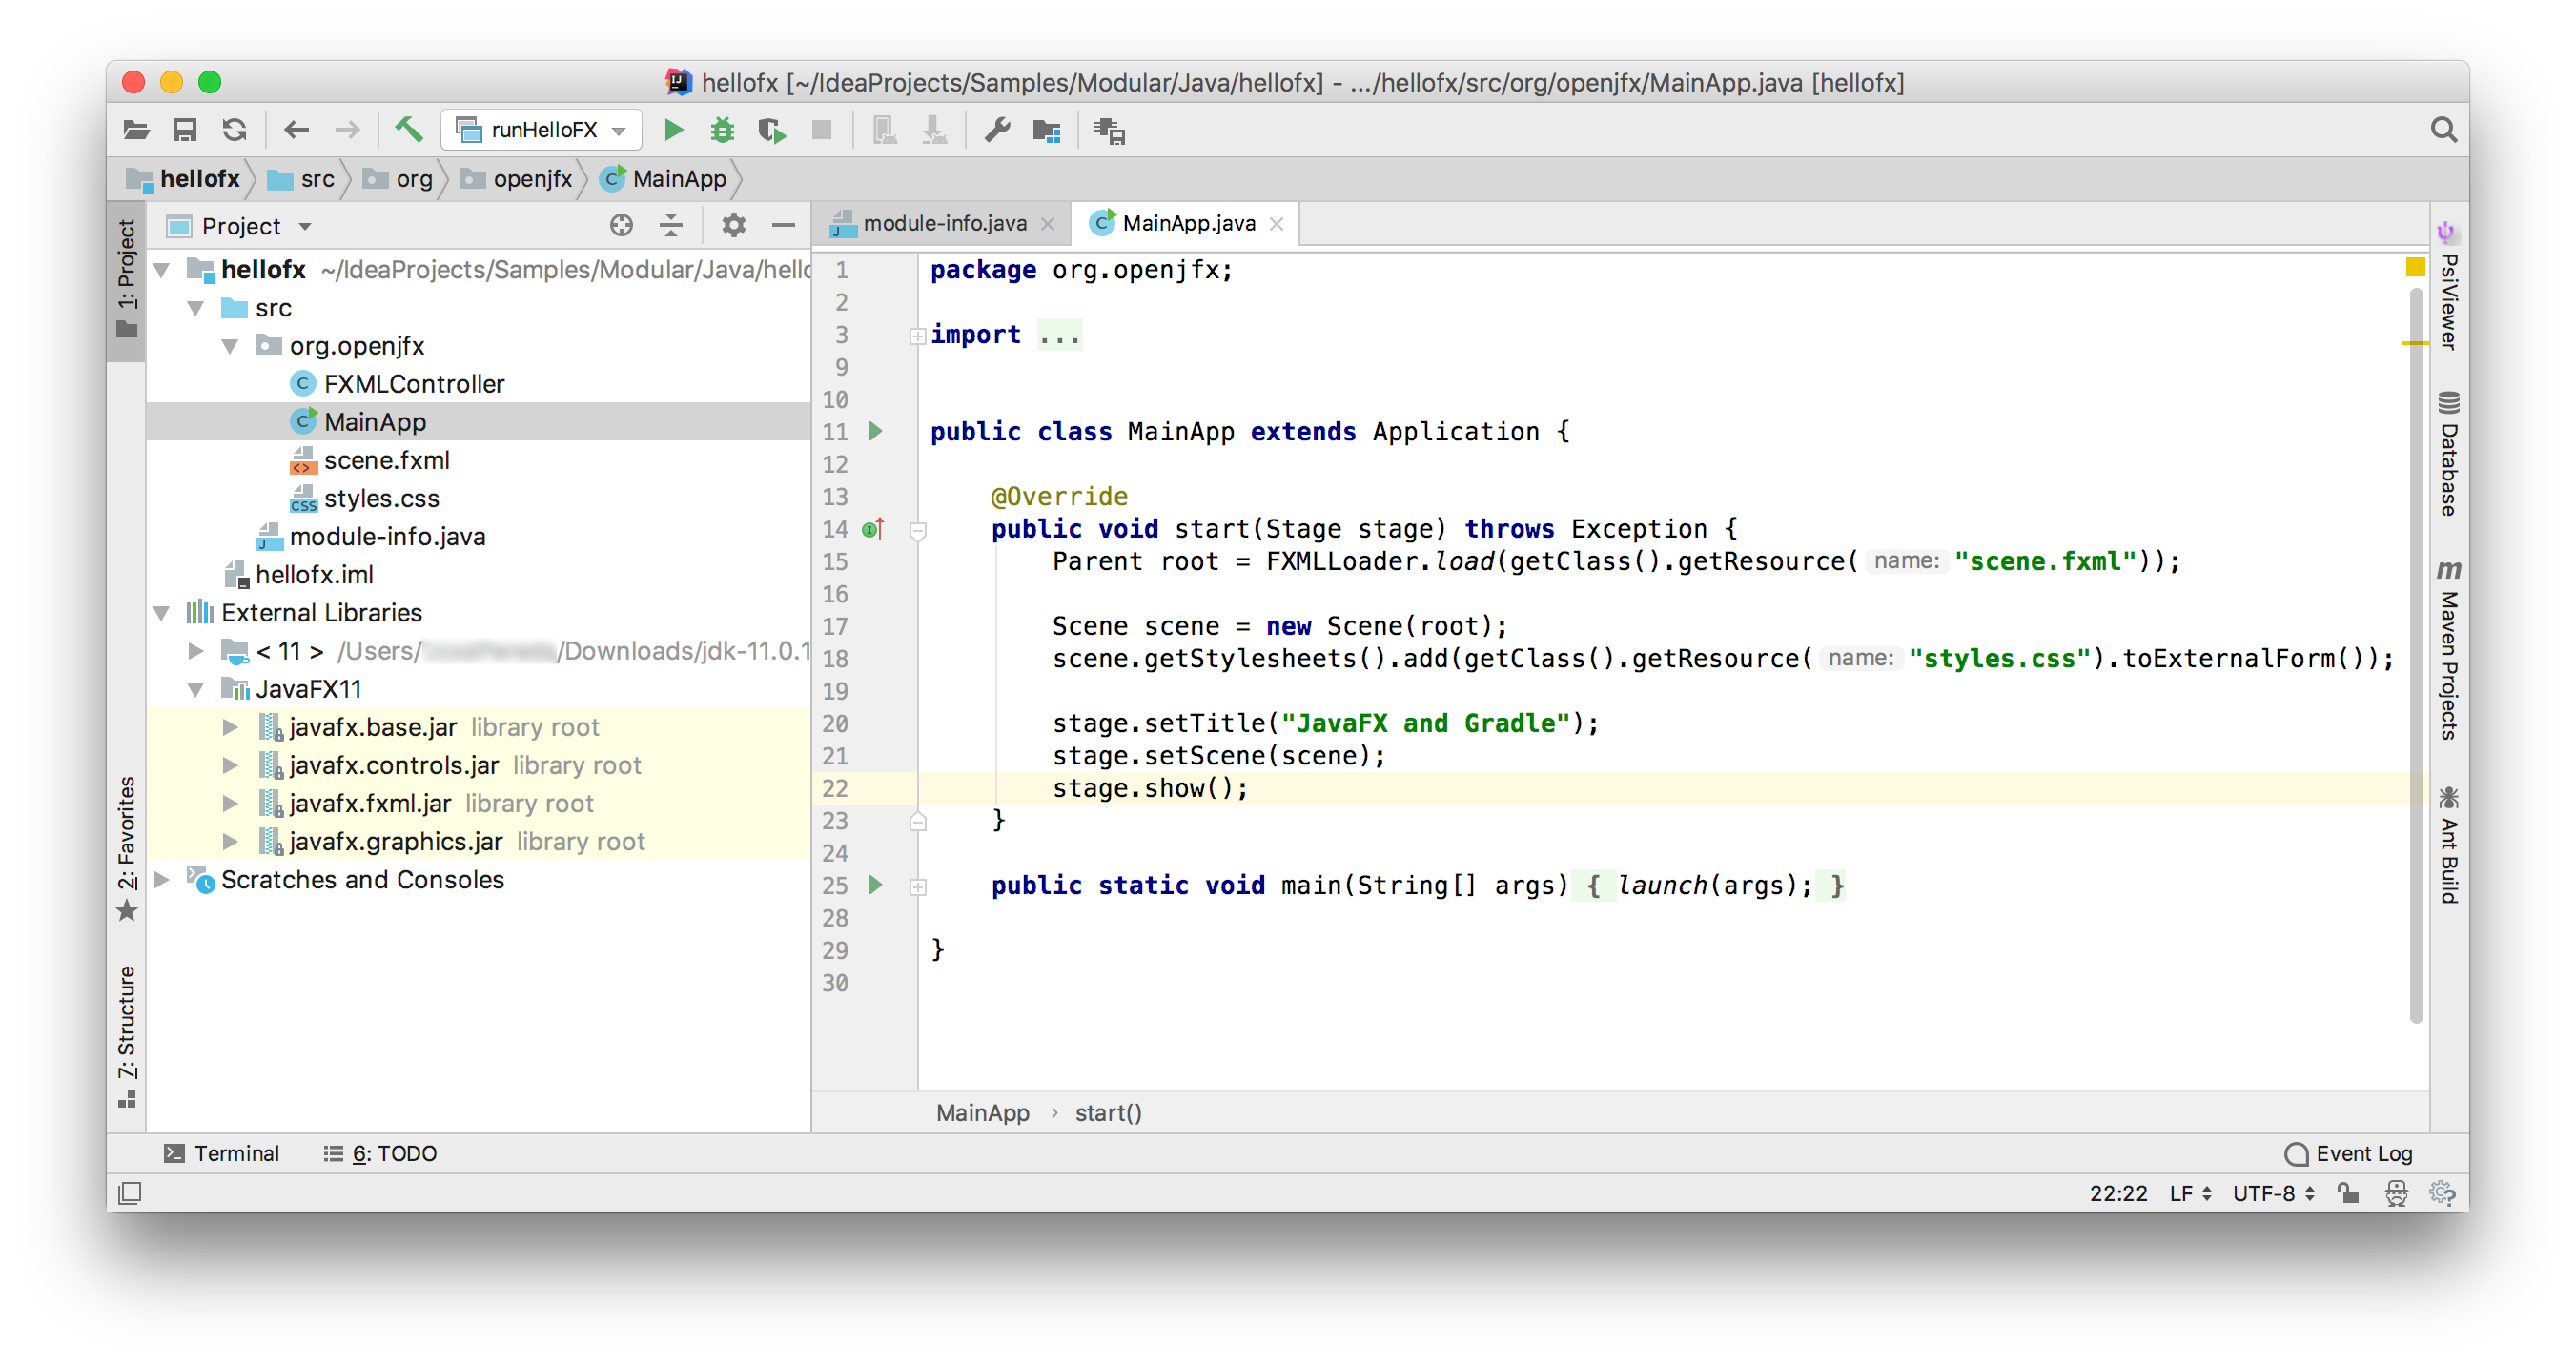 hellofx [~/IdeaProjects/Samples/Modular/Java/hellofx] - .../hellofx/src/org/openjfx/MainApp.java [hellofx]
runHelloFX
hellofx src org openjfx MainApp
1: Project
2: Favorites
7: Structure
Project
hellofx ~/IdeaProjects/Samples/Modular/Java/hello
src
org.openjfx
FXMLController
MainApp
scene.fxml
styles.css
module-info.java
hellofx.iml
External Libraries
< 11 > /Users/ /Downloads/jdk-11.0.1
JavaFX11
javafx.base.jar library root
javafx.controls.jar library root
javafx.fxml.jar library root
javafx.graphics.jar library root
Scratches and Consoles
module-info.java MainApp.java
1 package org.openjfx;
2
3 import ...
9
10
11 public class MainApp extends Application {
12
13 @Override
14 public void start(Stage stage) throws Exception {
15 Parent root = FXMLLoader.load(getClass().getResource( name: "scene.fxml"));
16
17 Scene scene = new Scene(root);
18 scene.getStylesheets().add(getClass().getResource( name: "styles.css").toExternalForm());
19
20 stage.setTitle("JavaFX and Gradle");
21 stage.setScene(scene);
22 stage.show();
23 }
24
25 public static void main(String[] args) { launch(args); }
28
29 }
30
MainApp › start()
PsiViewer
Database
Maven Projects
Ant Build
Terminal 6: TODO Event Log
22:22 LF UTF-8